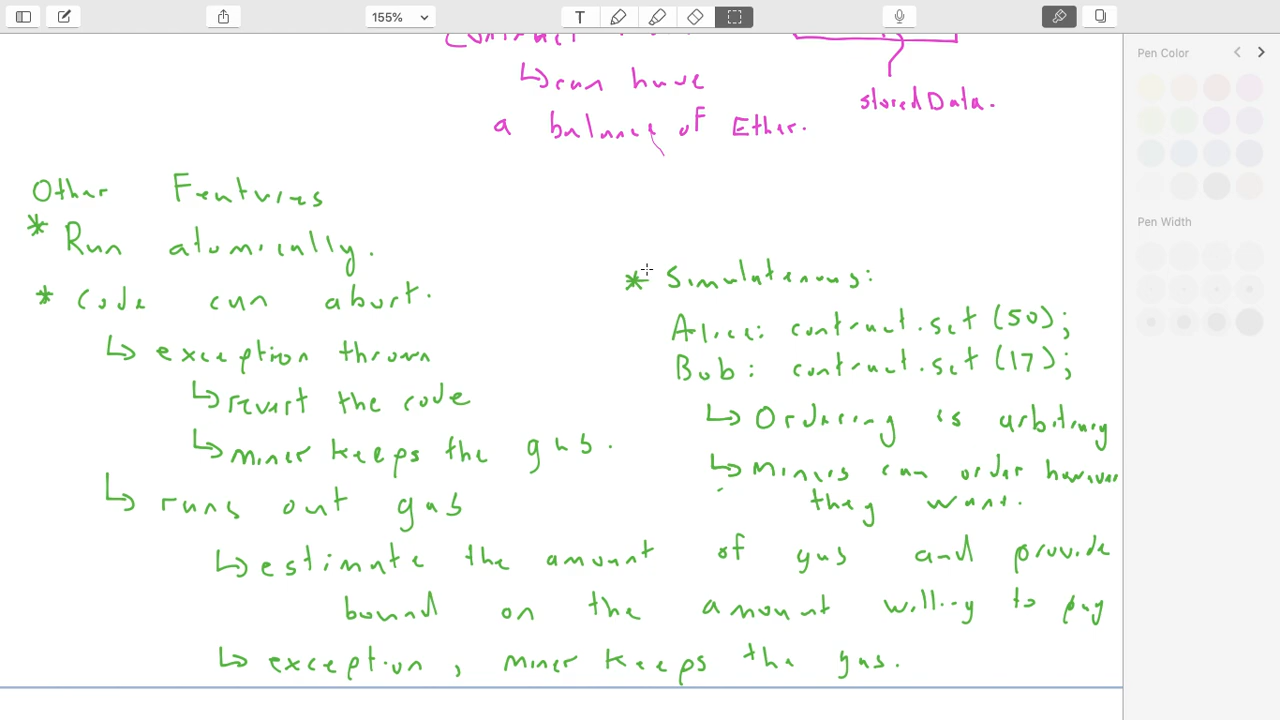 155%
T
Pen Color
Pen Width
can have
a balance of Ether.
storedData.
Other Features
* Run atomically.
* Code can abort.
↳ exception thrown
↳ revert the code
↳ miner keeps the gas.
↳ runs out gas
↳ estimate the amount of gas and provide
bound on the amount willing to pay
↳ exception, miner keeps the gas.
* Simulatenous:
Alice: contract.set (50);
Bob: contract.set (17);
↳ Ordering is arbitrary
↳ Miners can order however
they want.